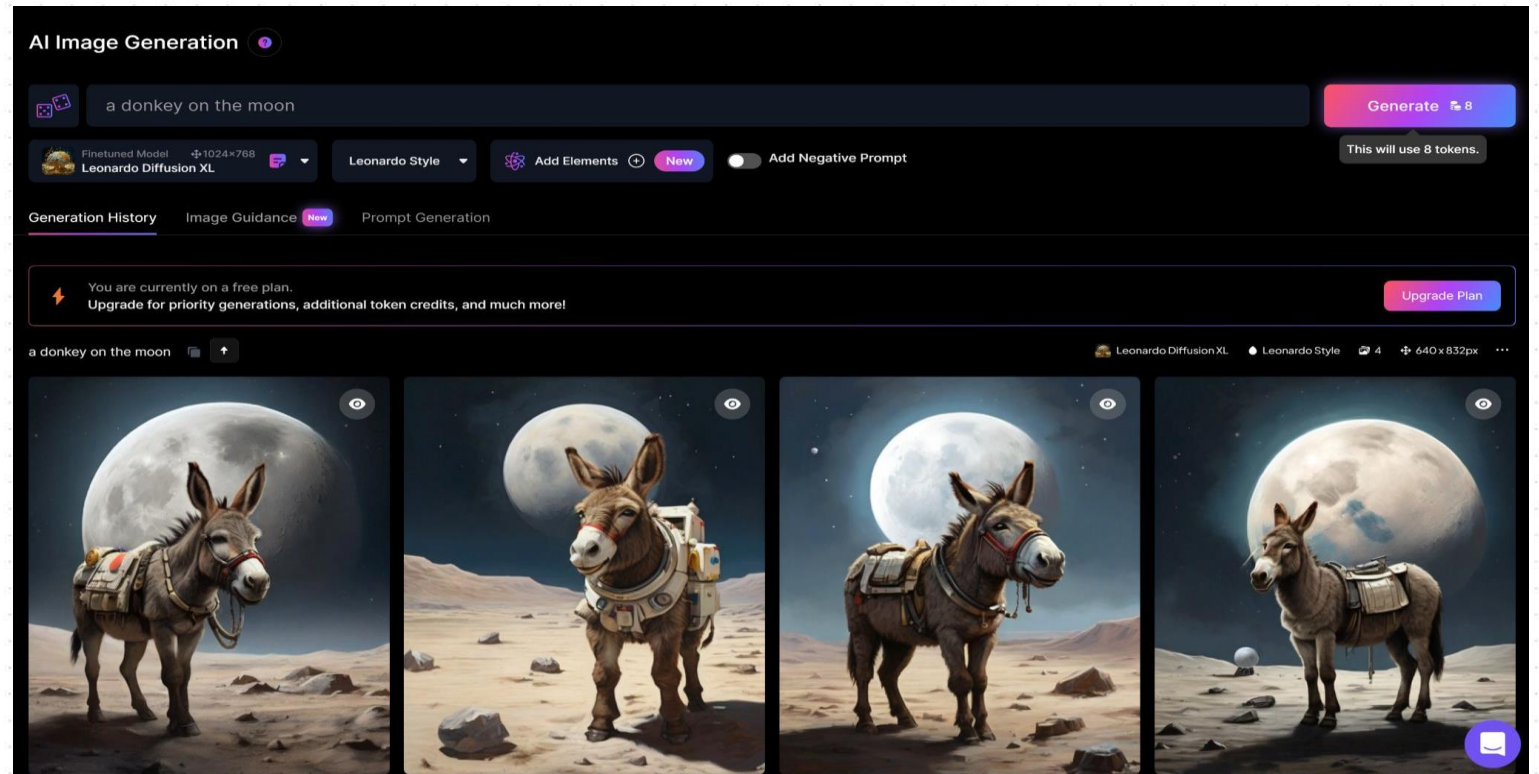 AI Image Generation ?
a donkey on the moon
Generate 8
This will use 8 tokens.
Finetuned Model 1024×768
Leonardo Diffusion XL
Leonardo Style
Add Elements New
Add Negative Prompt
Generation History Image Guidance New Prompt Generation
You are currently on a free plan.
Upgrade for priority generations, additional token credits, and much more!
Upgrade Plan
a donkey on the moon
Leonardo Diffusion XL Leonardo Style 4 640 x 832px ...